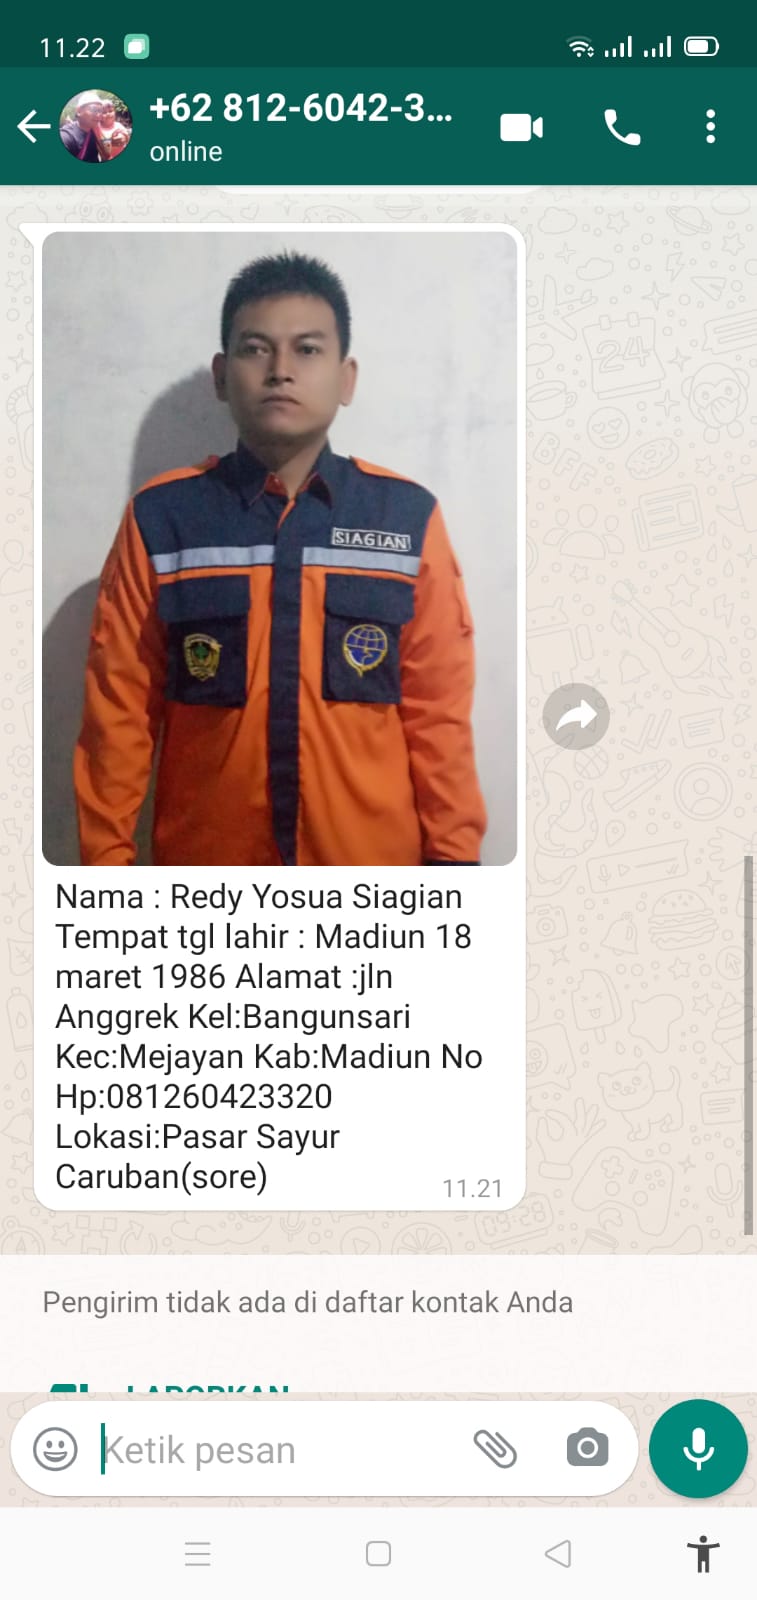 11.22
+62 812-6042-3...
online
SIAGIAN
Nama : Redy Yosua Siagian
Tempat tgl lahir : Madiun 18
maret 1986 Alamat :jln
Anggrek Kel:Bangunsari
Kec:Mejayan Kab:Madiun No
Hp:081260423320
Lokasi:Pasar Sayur
Caruban(sore)
11.21
Pengirim tidak ada di daftar kontak Anda
LAPORKAN
Ketik pesan